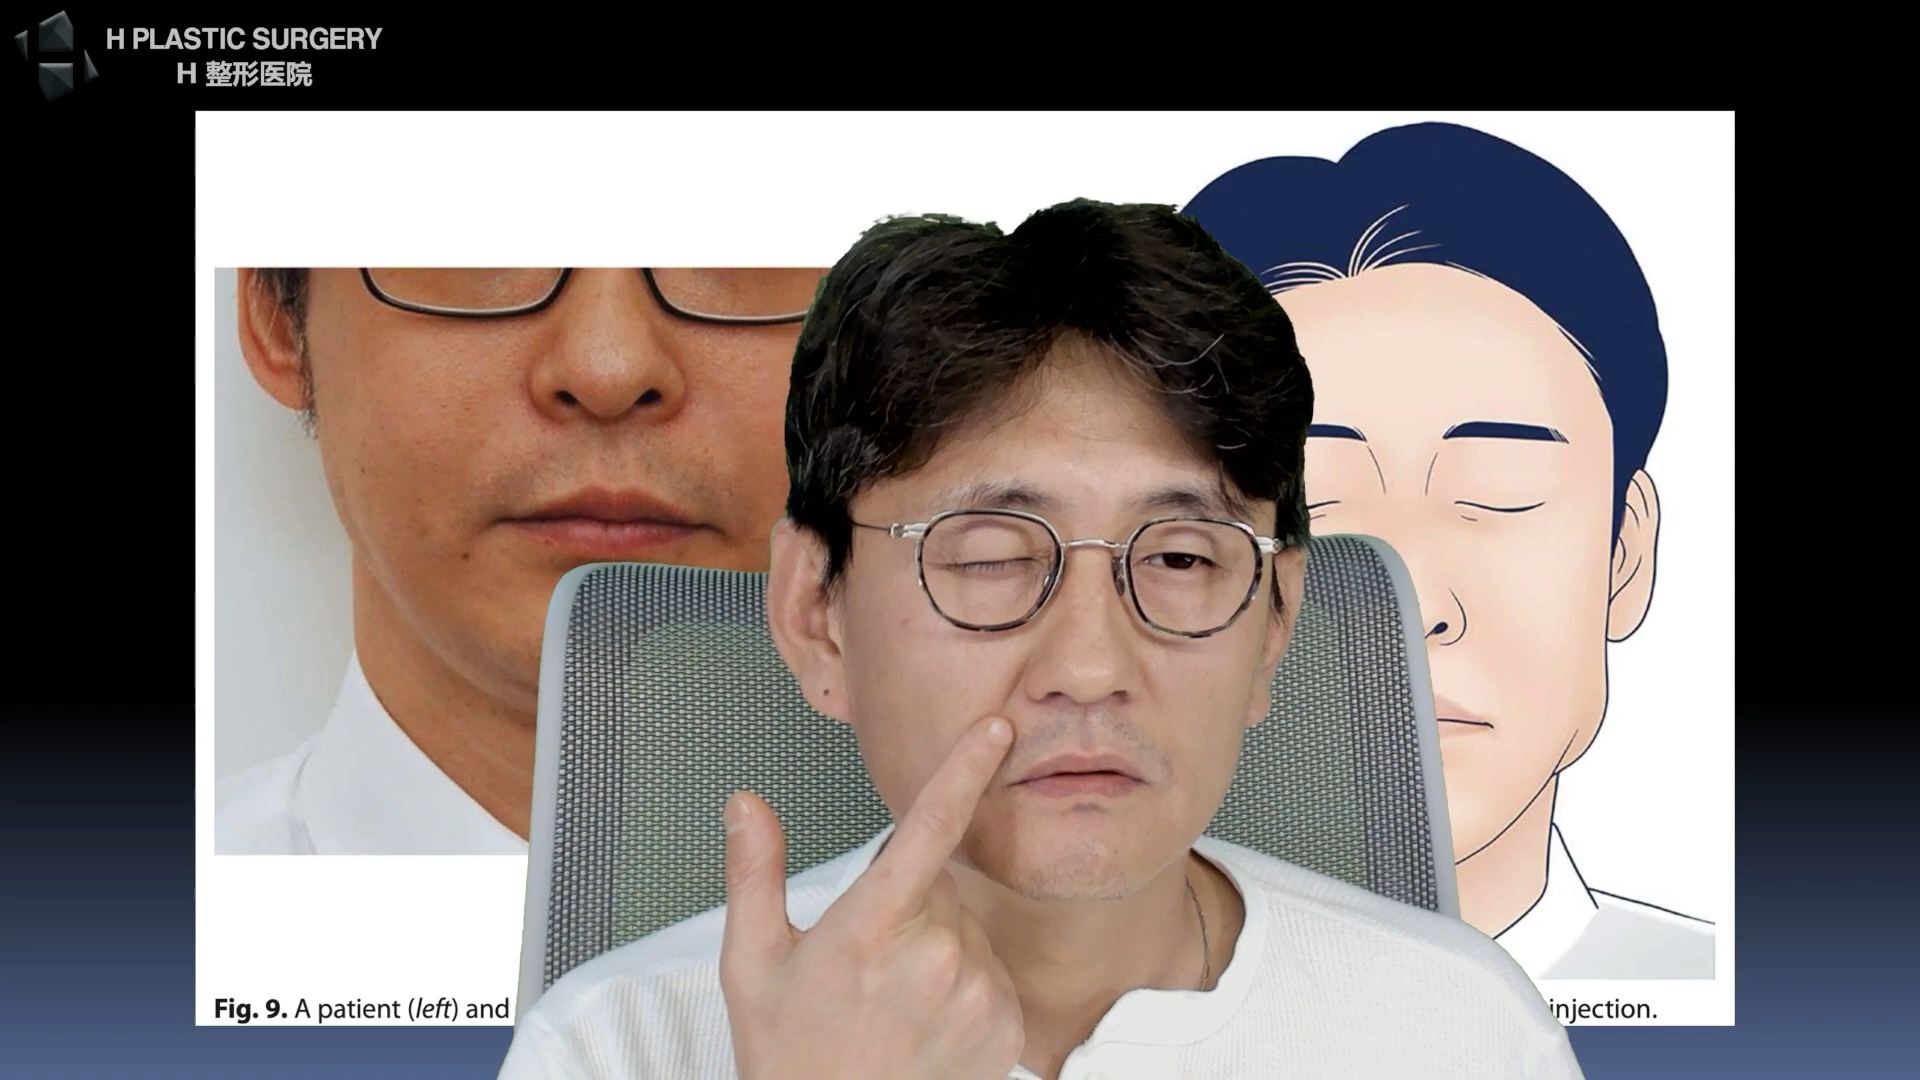 H PLASTIC SURGERY
H 整形医院
Fig. 9. A patient (left) and
injection.